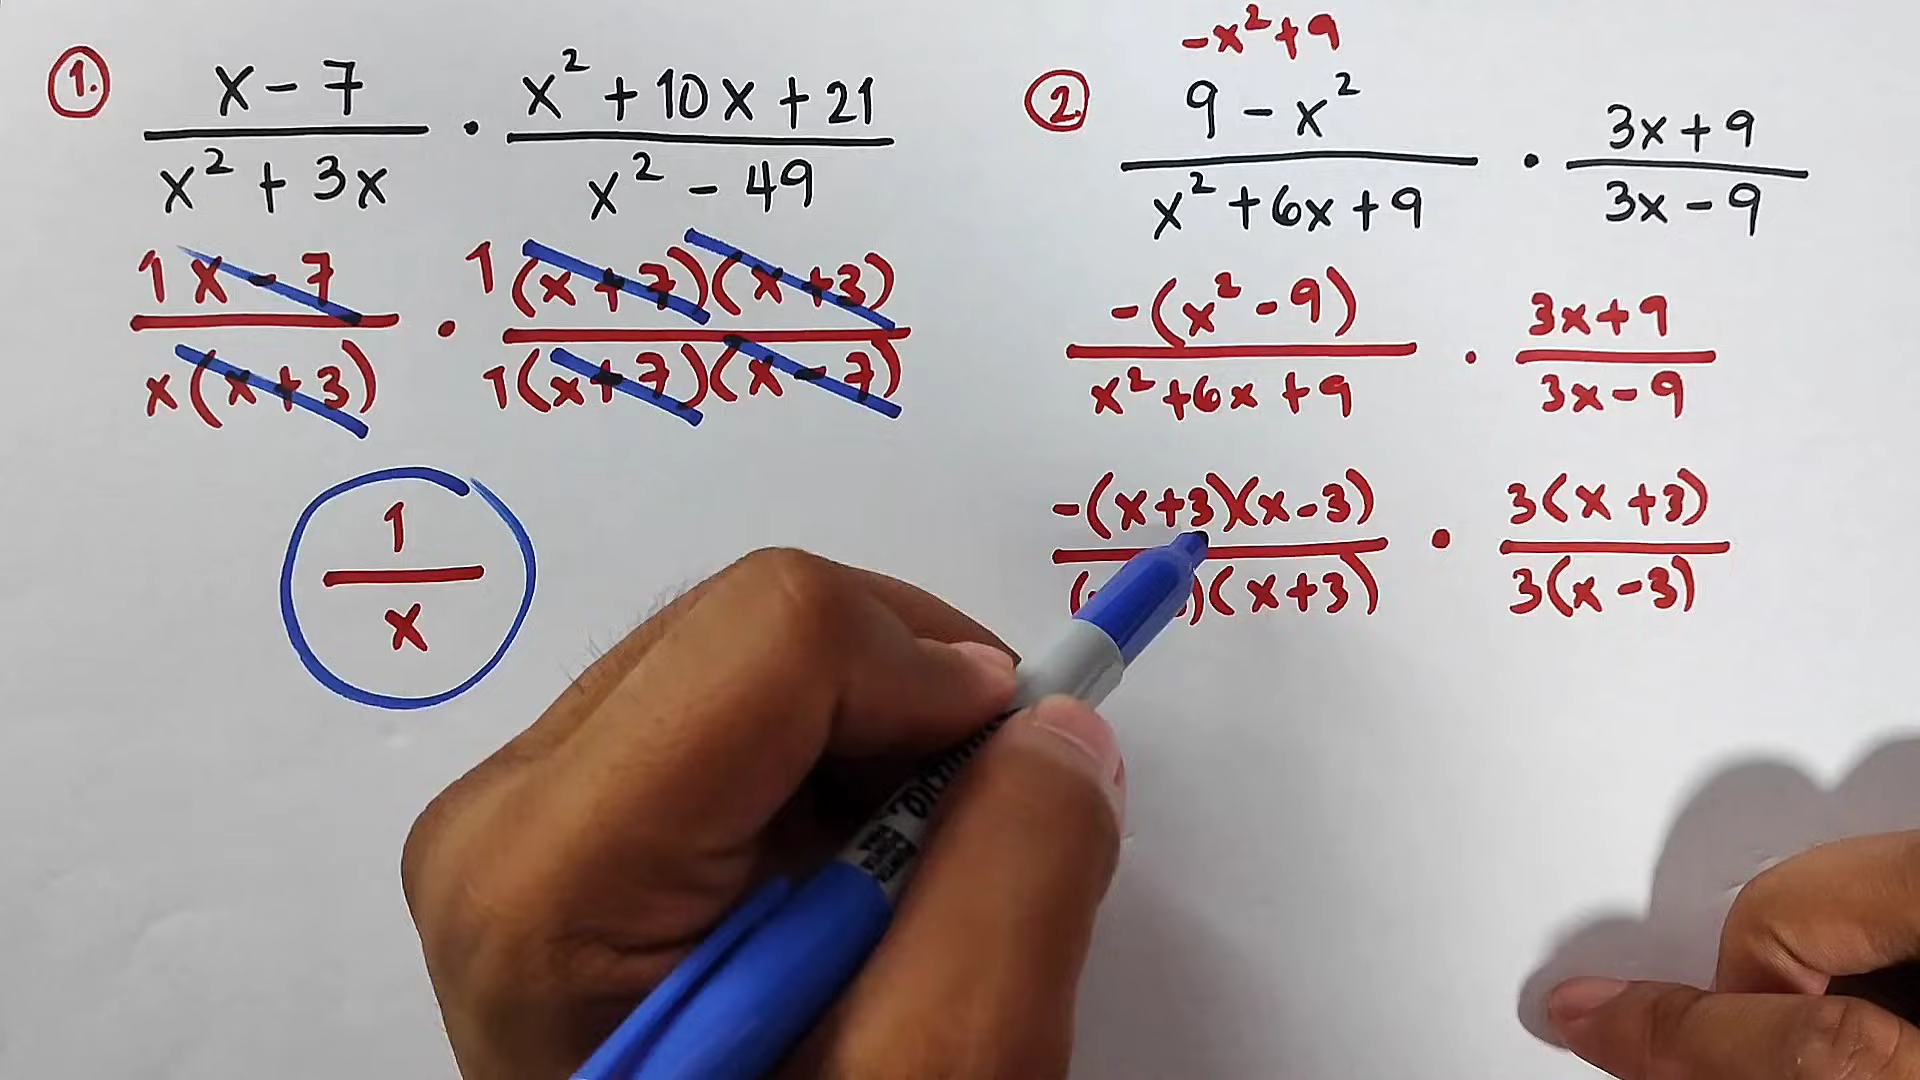 1. x - 7 / x² + 3x · x² + 10x + 21 / x² - 49
1 x - 7 / x(x + 3) · 1 (x + 7)(x + 3) / 1(x + 7)(x - 7)
1 / x
-x² + 9
2. 9 - x² / x² + 6x + 9 · 3x + 9 / 3x - 9
-(x² - 9) / x² + 6x + 9 · 3x + 9 / 3x - 9
-(x + 3)(x - 3) / (x + 3) · 3(x + 3) / 3(x - 3)